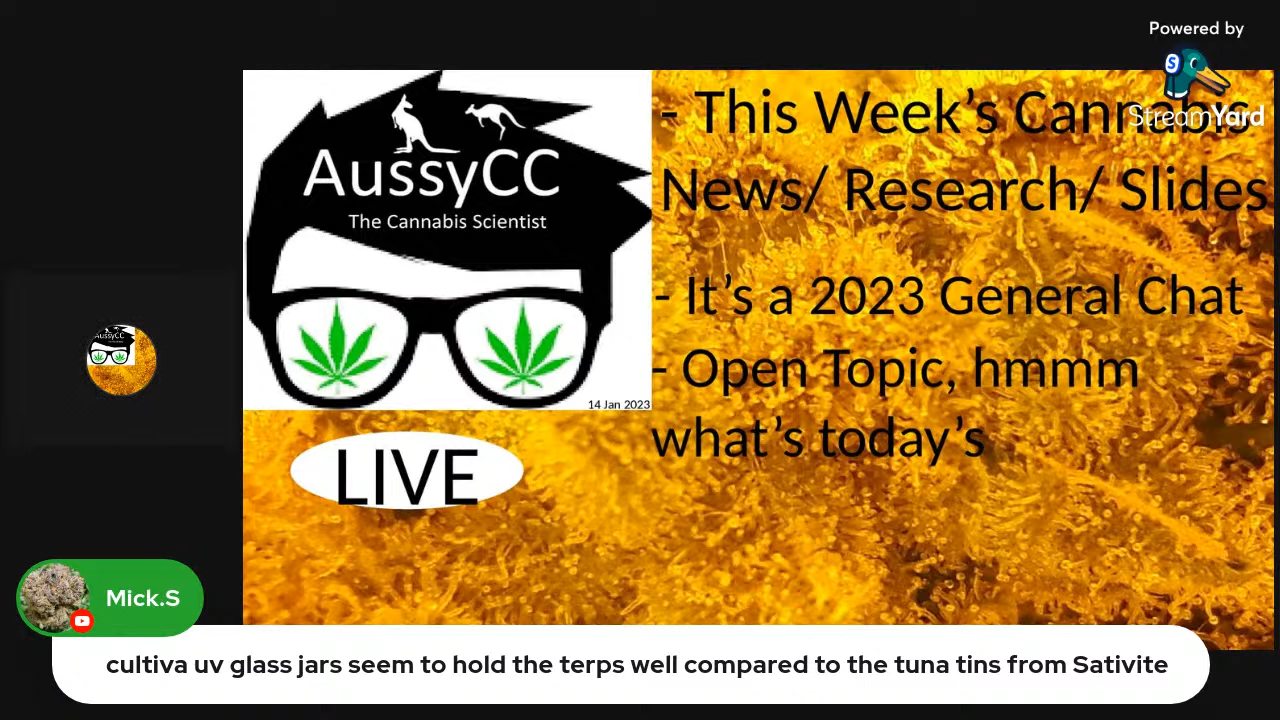 Powered by
StreamYard
- This Week's Cannabis
News/ Research/ Slides
AussyCC
The Cannabis Scientist
- It's a 2023 General Chat
- Open Topic, hmmm
what's today's
14 Jan 2023
LIVE
AussyCC
Mick.S
cultiva uv glass jars seem to hold the terps well compared to the tuna tins from Sativite